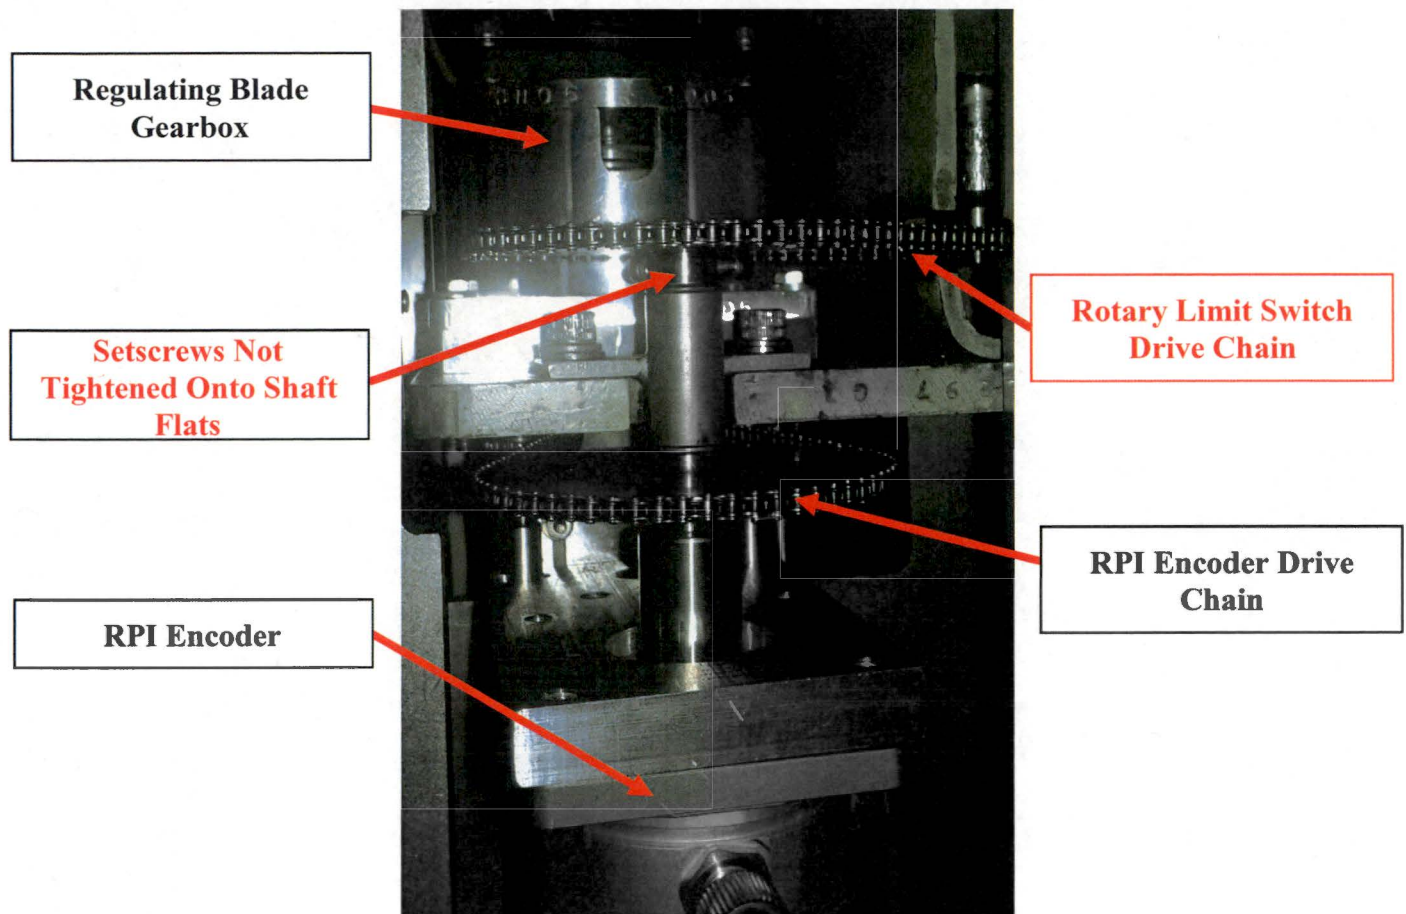 Regulating Blade
Gearbox
Setscrews Not
Tightened Onto Shaft
Flats
RPI Encoder
Rotary Limit Switch
Drive Chain
RPI Encoder Drive
Chain